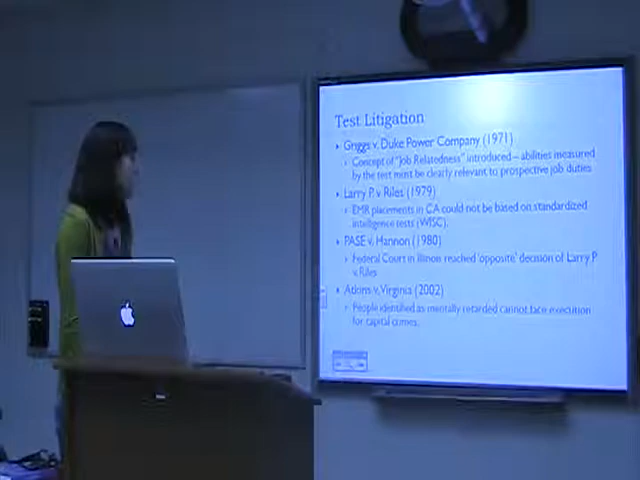 Test Litigation
Griggs v. Duke Power Company (1971)
Concept of "Job Relatedness" introduced – abilities measured
by the test must be clearly relevant to prospective job duties
Larry P. v. Riles (1979)
EMR placements in CA could not be based on standardized
intelligence tests (WISC).
PASE v. Hannon (1980)
Federal Court in Illinois reached 'opposite' decision of Larry P.
v. Riles
Atkins v. Virginia (2002)
People identified as mentally retarded cannot face execution
for capital crimes.